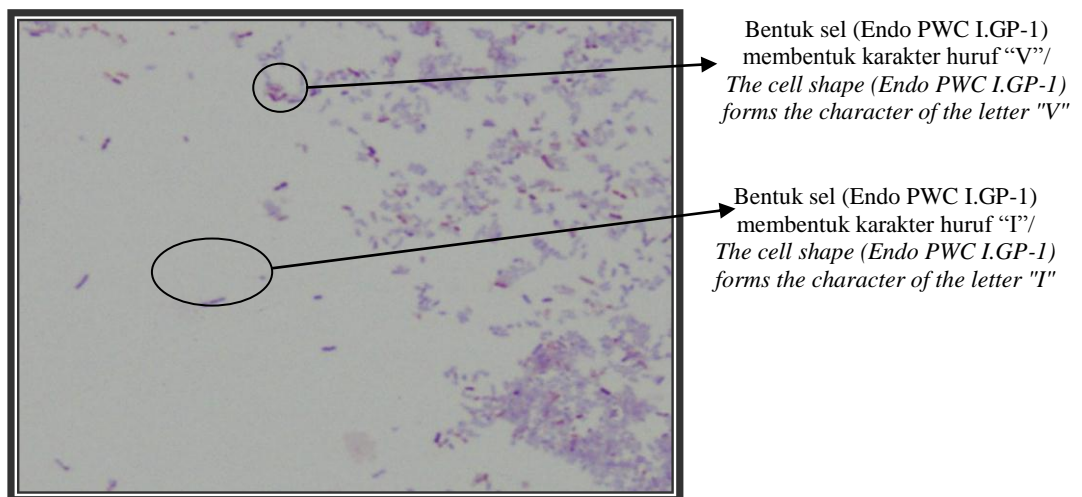 Bentuk sel (Endo PWC I.GP-1)
membentuk karakter huruf “V”/
The cell shape (Endo PWC I.GP-1)
forms the character of the letter "V"
Bentuk sel (Endo PWC I.GP-1)
membentuk karakter huruf “I”/
The cell shape (Endo PWC I.GP-1)
forms the character of the letter "I"